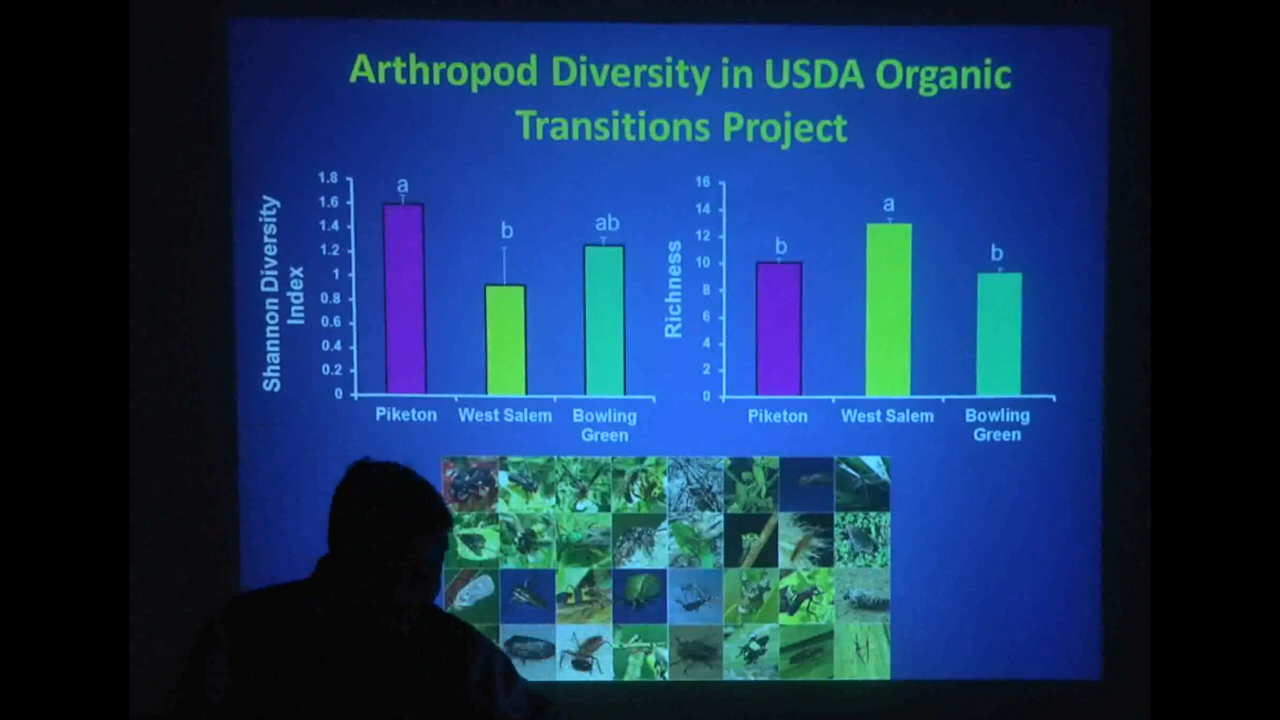 Arthropod Diversity in USDA Organic
Transitions Project
Shannon Diversity
Index
1.8
1.6
1.4
1.2
1
0.8
0.6
0.4
0.2
0
a
b
ab
Piketon
West Salem
Bowling
Green
Richness
16
14
12
10
8
6
4
2
0
b
a
b
Piketon
West Salem
Bowling
Green